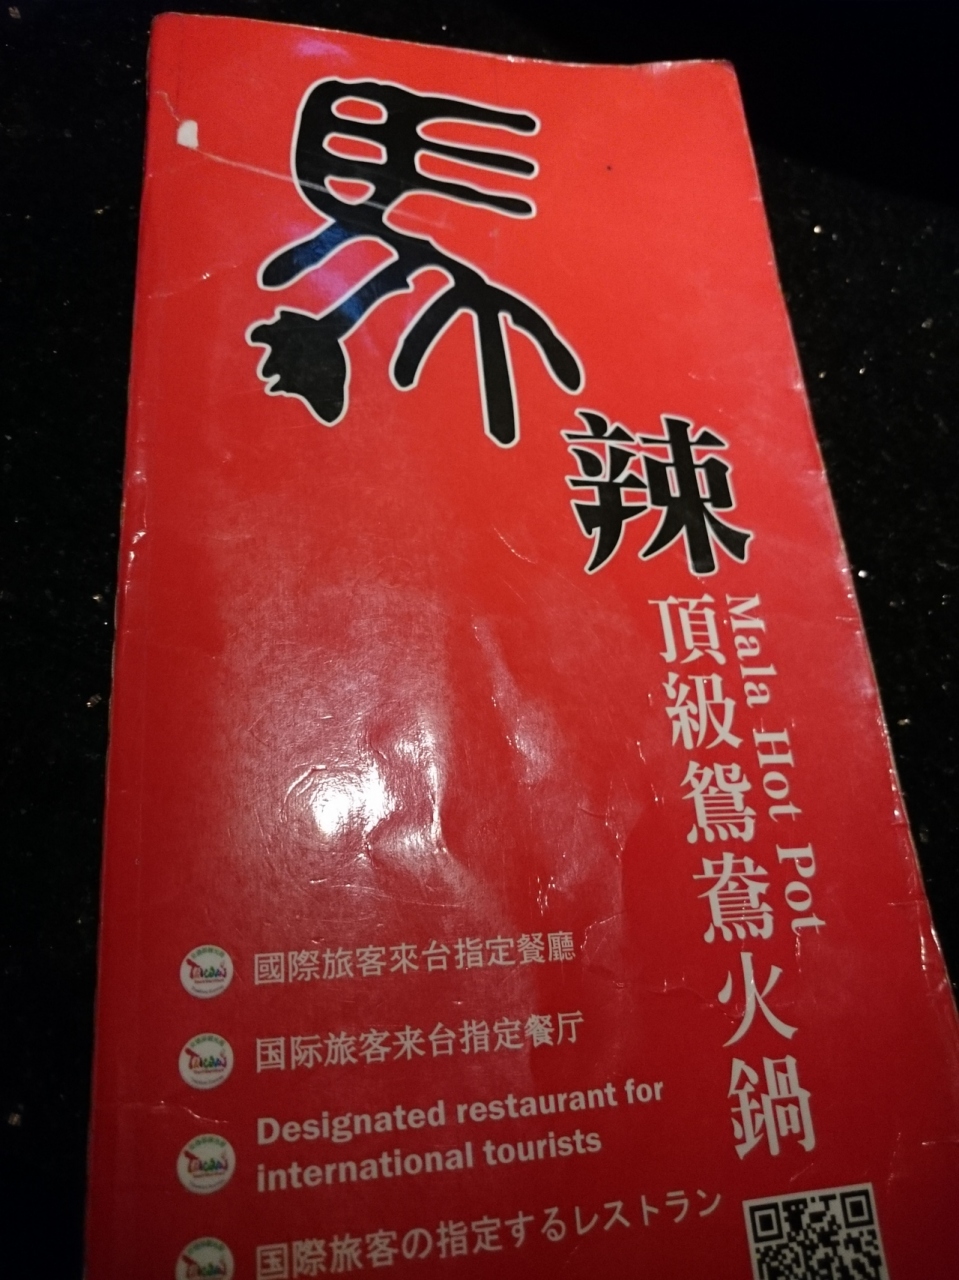 馬
辣
頂級鴛鴦火鍋
Mala Hot Pot
國際旅客來台指定餐廳
国际旅客来台指定餐厅
Designated restaurant for
international tourists
国際旅客の指定するレストラン